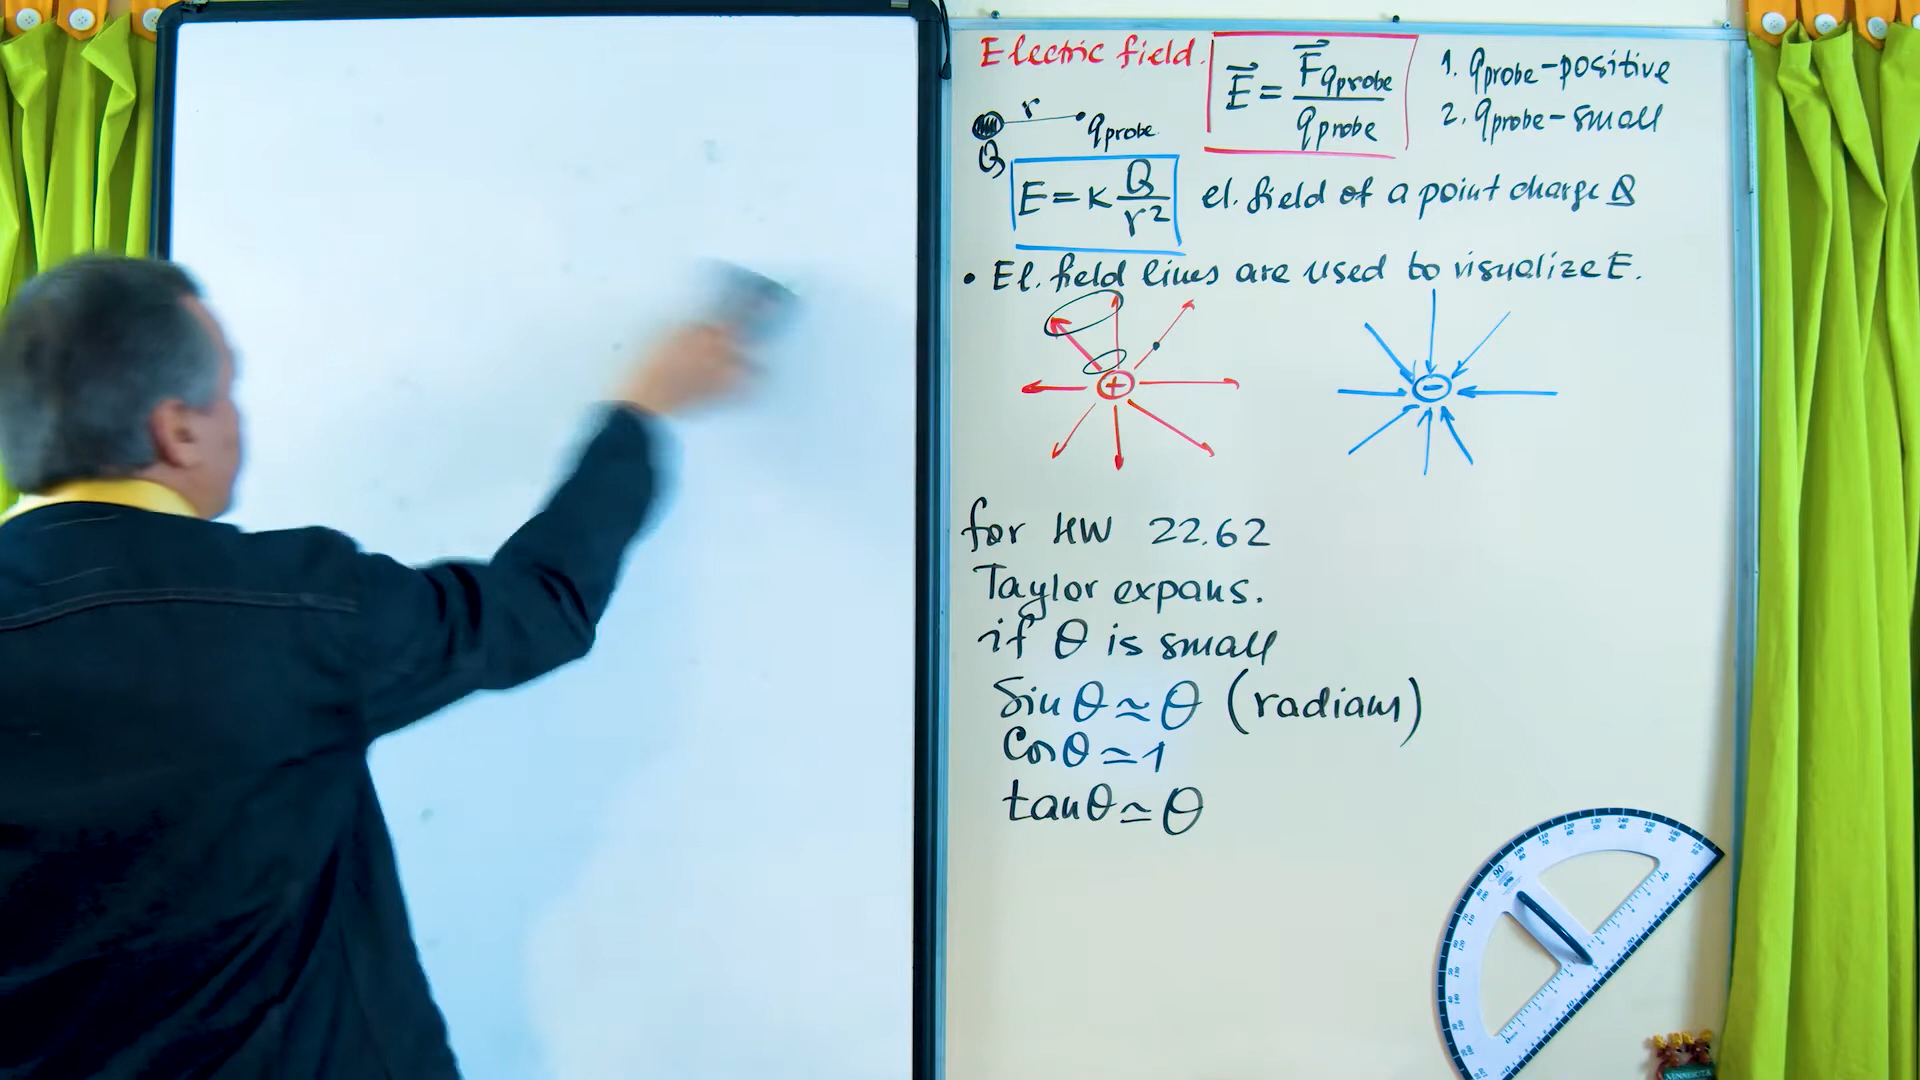 Electric field.
E⃗ = F⃗qprobe / qprobe
1. qprobe-positive
2. qprobe-small
r
qprobe
Q
E = K Q / r²
el. field of a point charge Q
• El. field lines are used to visualize E.
+
−
for HW 22.62
Taylor expans.
if θ is small
Sin θ ≃ θ (radians)
Cos θ ≃ 1
tan θ ≃ θ
90